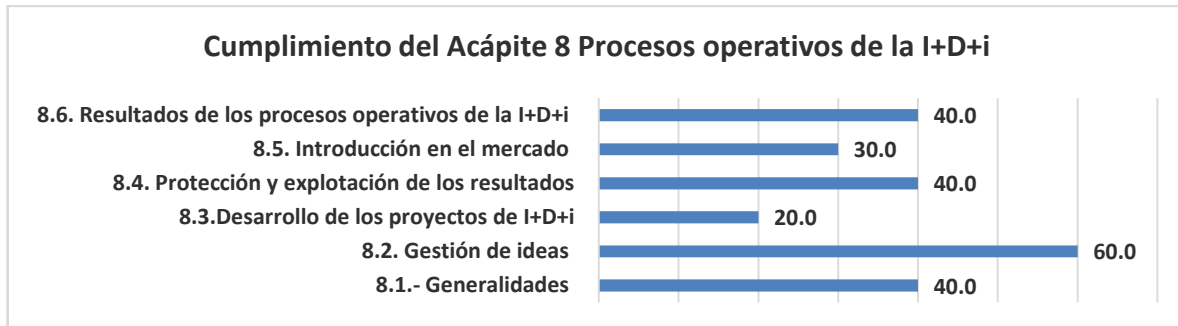 Cumplimiento del Acápite 8 Procesos operativos de la I+D+i
8.6. Resultados de los procesos operativos de la I+D+i 40.0
8.5. Introducción en el mercado 30.0
8.4. Protección y explotación de los resultados 40.0
8.3.Desarrollo de los proyectos de I+D+i 20.0
8.2. Gestión de ideas 60.0
8.1.- Generalidades 40.0